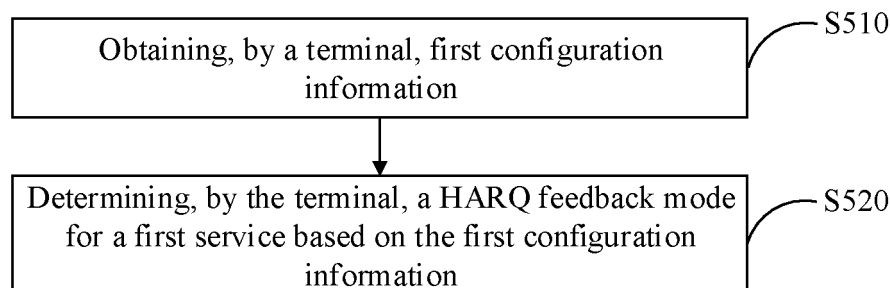 Obtaining, by a terminal, first configuration
information
S510
Determining, by the terminal, a HARQ feedback mode
for a first service based on the first configuration
information
S520